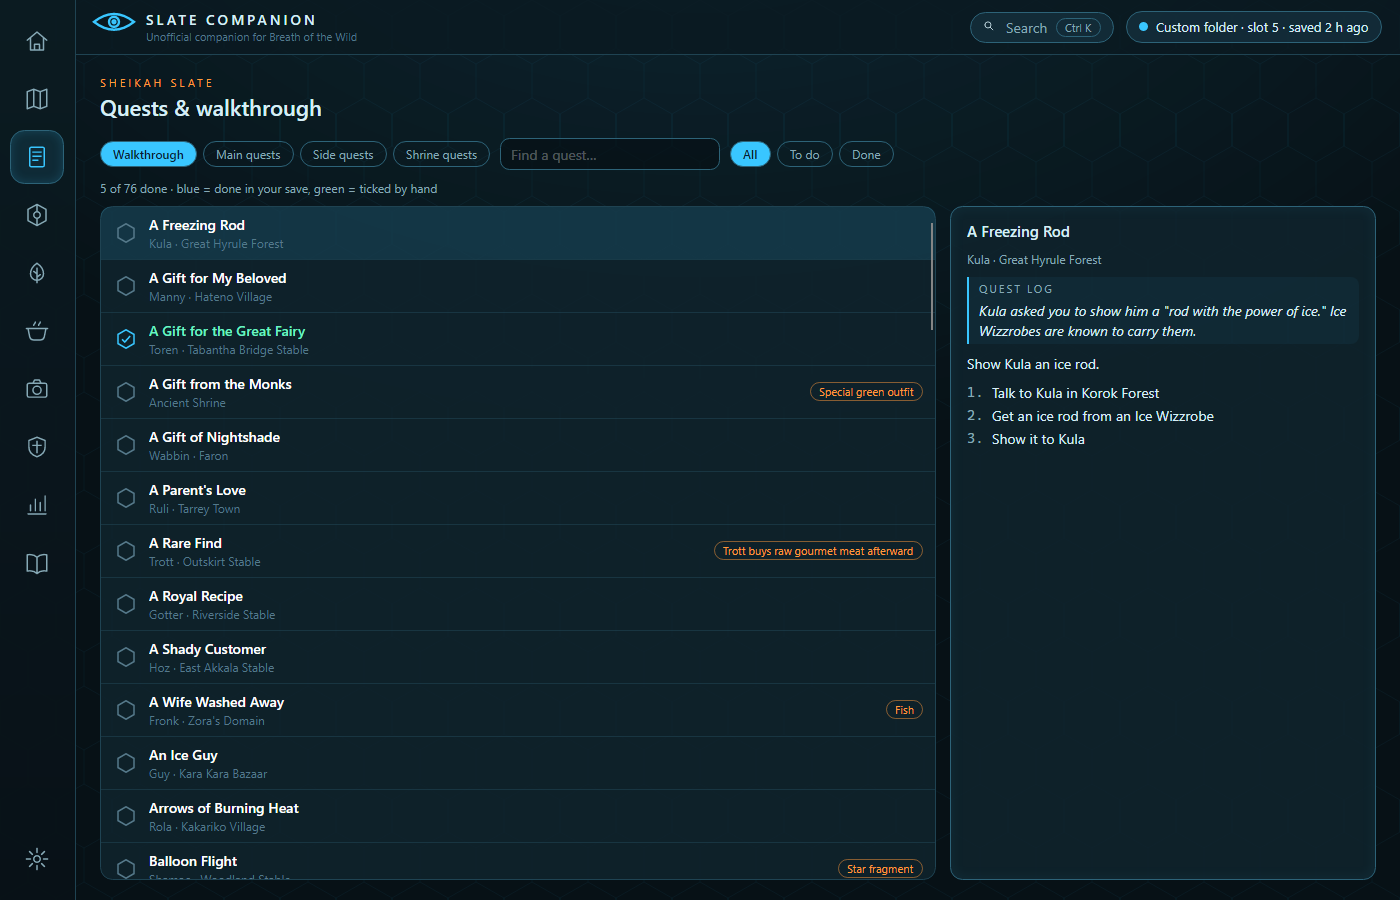 SLATE COMPANION
Unofficial companion for Breath of the Wild
Search Ctrl K
Custom folder · slot 5 · saved 2 h ago
SHEIKAH SLATE
Quests & walkthrough
Walkthrough Main quests Side quests Shrine quests Find a quest... All To do Done
5 of 76 done · blue = done in your save, green = ticked by hand
A Freezing Rod
Kula · Great Hyrule Forest
A Gift for My Beloved
Manny · Hateno Village
A Gift for the Great Fairy
Toren · Tabantha Bridge Stable
A Gift from the Monks
Ancient Shrine
Special green outfit
A Gift of Nightshade
Wabbin · Faron
A Parent's Love
Ruli · Tarrey Town
A Rare Find
Trott · Outskirt Stable
Trott buys raw gourmet meat afterward
A Royal Recipe
Gotter · Riverside Stable
A Shady Customer
Hoz · East Akkala Stable
A Wife Washed Away
Fronk · Zora's Domain
Fish
An Ice Guy
Guy · Kara Kara Bazaar
Arrows of Burning Heat
Rola · Kakariko Village
Balloon Flight
Star fragment
A Freezing Rod
Kula · Great Hyrule Forest
QUEST LOG
Kula asked you to show him a "rod with the power of ice." Ice
Wizzrobes are known to carry them.
Show Kula an ice rod.
1. Talk to Kula in Korok Forest
2. Get an ice rod from an Ice Wizzrobe
3. Show it to Kula